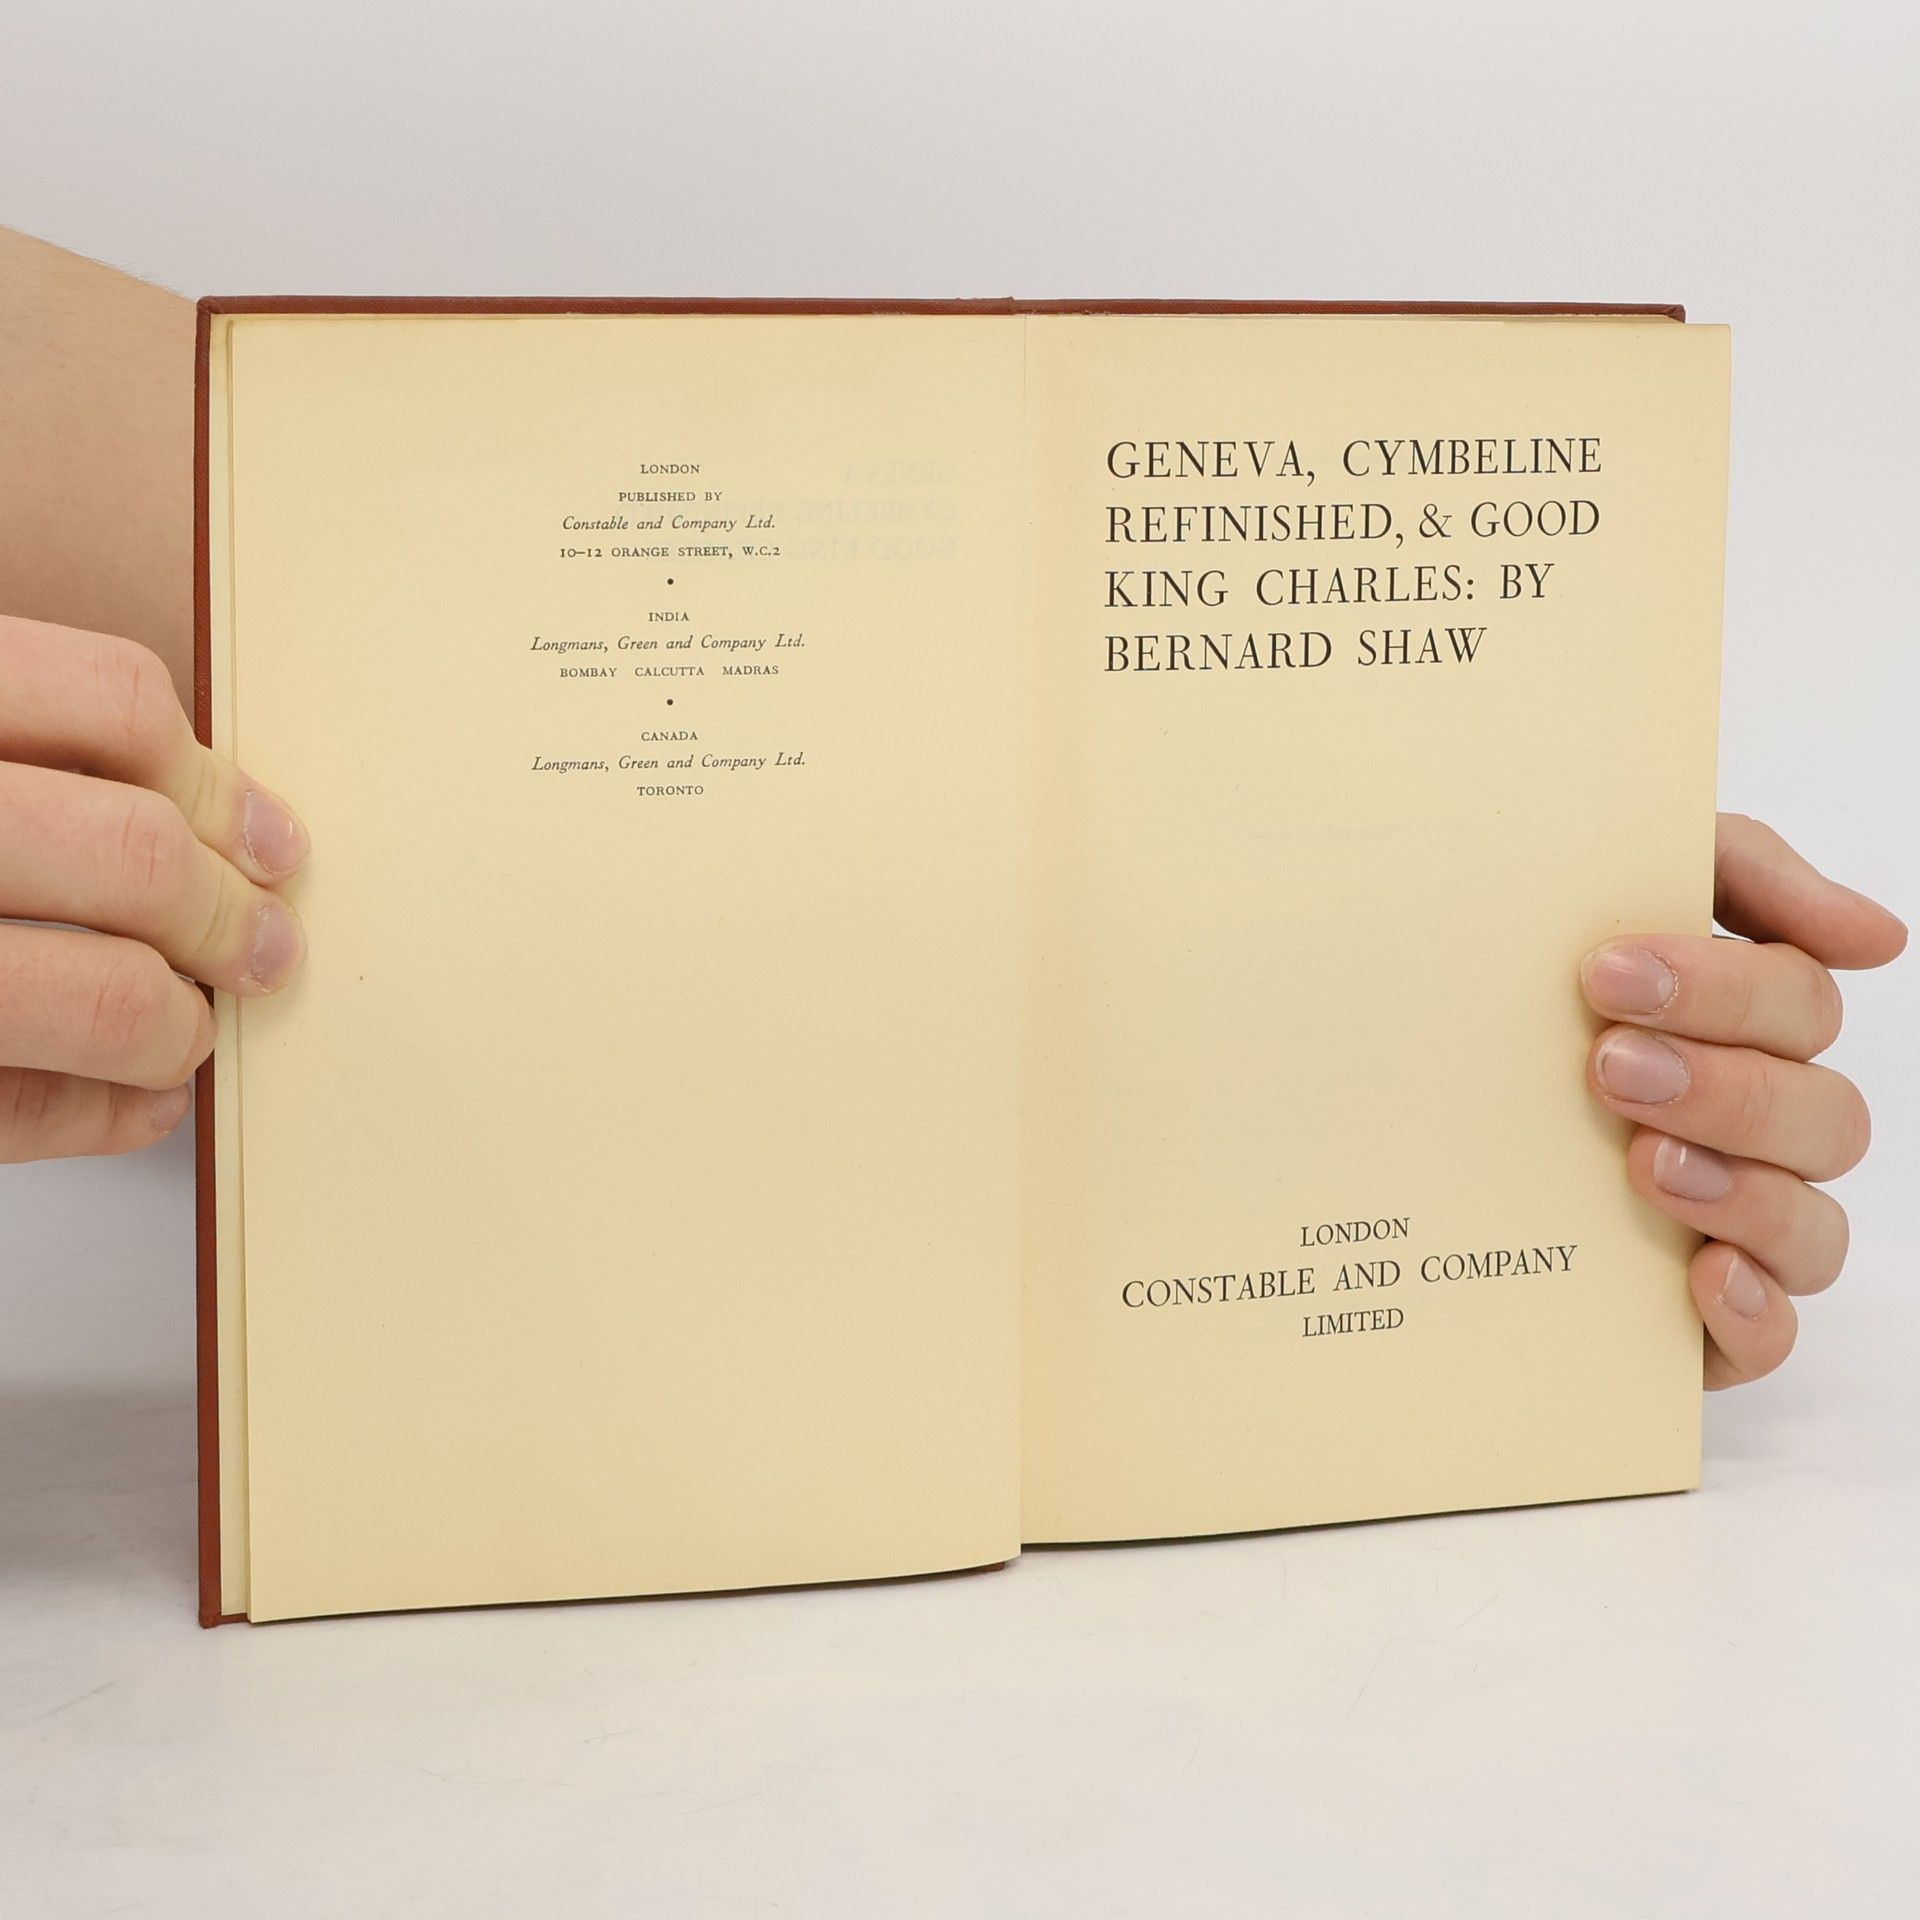 LONDON
PUBLISHED BY
Constable and Company Ltd.
10–12 ORANGE STREET, W.C.2
•
INDIA
Longmans, Green and Company Ltd.
BOMBAY CALCUTTA MADRAS
•
CANADA
Longmans, Green and Company Ltd.
TORONTO
GENEVA, CYMBELINE
REFINISHED, & GOOD
KING CHARLES: BY
BERNARD SHAW
LONDON
CONSTABLE AND COMPANY
LIMITED